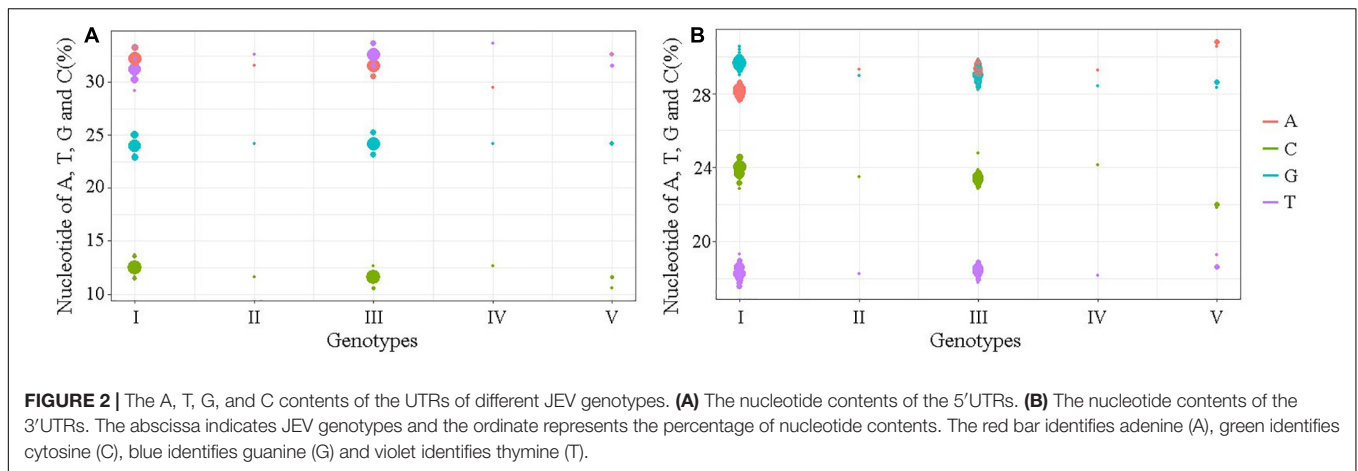 A
Nucleotide of A, T, G and C(%)
30
25
20
15
10
I II III IV V
Genotypes
B
Nucleotide of A, T, G and C(%)
28
24
20
I II III IV V
Genotypes
A
C
G
T
FIGURE 2 | The A, T, G, and C contents of the UTRs of different JEV genotypes. (A) The nucleotide contents of the 5′UTRs. (B) The nucleotide contents of the
3′UTRs. The abscissa indicates JEV genotypes and the ordinate represents the percentage of nucleotide contents. The red bar identifies adenine (A), green identifies
cytosine (C), blue identifies guanine (G) and violet identifies thymine (T).